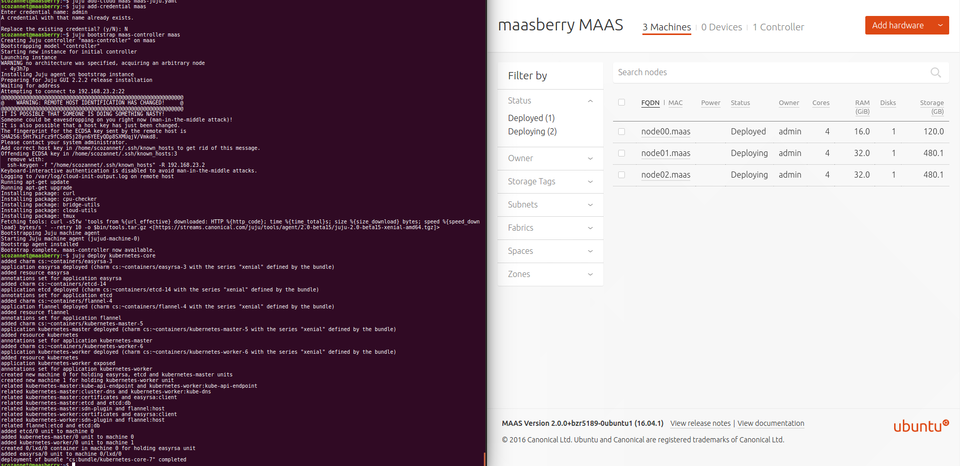 scozannet@maasberry:~$ juju add-cloud maas maas-juju.yaml
scozannet@maasberry:~$ juju add-credential maas
Enter credential name: admin
A credential with that name already exists.
Replace the existing credential? (y/N): N
scozannet@maasberry:~$ juju bootstrap maas-controller maas
Creating Juju controller "maas-controller" on maas
Bootstrapping model "controller"
Starting new instance for initial controller
Launching instance
WARNING no architecture was specified, acquiring an arbitrary node
- 4y3h7p
Installing Juju agent on bootstrap instance
Preparing for Juju GUI 2.2.2 release installation
Waiting for address
Attempting to connect to 192.168.23.2:22
@@@@@@@@@@@@@@@@@@@@@@@@@@@@@@@@@@@@@@@@@@@@@@@@@@@@@@@@@@@
@ WARNING: REMOTE HOST IDENTIFICATION HAS CHANGED! @
@@@@@@@@@@@@@@@@@@@@@@@@@@@@@@@@@@@@@@@@@@@@@@@@@@@@@@@@@@@
IT IS POSSIBLE THAT SOMEONE IS DOING SOMETHING NASTY!
Someone could be eavesdropping on you right now (man-in-the-middle attack)!
It is also possible that a host key has just been changed.
The fingerprint for the ECDSA key sent by the remote host is
Please contact your system administrator.
Add correct host key in /home/scozannet/.ssh/known_hosts to get rid of this message.
Offending ECDSA key in /home/scozannet/.ssh/known_hosts:3
remove with:
ssh-keygen -f "/home/scozannet/.ssh/known_hosts" -R 192.168.23.2
Keyboard-interactive authentication is disabled to avoid man-in-the-middle attacks.
Logging to /var/log/cloud-init-output.log on remote host
Running apt-get update
Running apt-get upgrade
Installing package: curl
Installing package: cpu-checker
Installing package: bridge-utils
Installing package: cloud-utils
Installing package: tmux
Fetching tools: curl -sSfw 'tools from %{url_effective} downloaded: HTTP %{http_code}; time %{time_total}s; size %{size_download} bytes; speed %{speed_down
load} bytes/s ' --retry 10 -o $bin/tools.tar.gz <[https://streams.canonical.com/juju/tools/agent/2.0-beta15/juju-2.0-beta15-xenial-amd64.tgz]>
Bootstrapping Juju machine agent
Starting Juju machine agent (jujud-machine-0)
Bootstrap agent installed
Bootstrap complete, maas-controller now available.
scozannet@maasberry:~$ juju deploy kubernetes-core
added charm cs:~containers/easyrsa-3
application easyrsa deployed (charm cs:~containers/easyrsa-3 with the series "xenial" defined by the bundle)
added resource easyrsa
annotations set for application easyrsa
added charm cs:~containers/etcd-14
application etcd deployed (charm cs:~containers/etcd-14 with the series "xenial" defined by the bundle)
annotations set for application etcd
added charm cs:~containers/flannel-4
application flannel deployed (charm cs:~containers/flannel-4 with the series "xenial" defined by the bundle)
added resource flannel
annotations set for application flannel
added charm cs:~containers/kubernetes-master-5
application kubernetes-master deployed (charm cs:~containers/kubernetes-master-5 with the series "xenial" defined by the bundle)
added resource kubernetes
annotations set for application kubernetes-master
added charm cs:~containers/kubernetes-worker-6
application kubernetes-worker deployed (charm cs:~containers/kubernetes-worker-6 with the series "xenial" defined by the bundle)
added resource kubernetes
application kubernetes-worker exposed
annotations set for application kubernetes-worker
created new machine 0 for holding easyrsa, etcd and kubernetes-master units
created new machine 1 for holding kubernetes-worker unit
related kubernetes-master:kube-api-endpoint and kubernetes-worker:kube-api-endpoint
related kubernetes-master:cluster-dns and kubernetes-worker:kube-dns
related kubernetes-master:certificates and easyrsa:client
related kubernetes-master:etcd and etcd:db
related kubernetes-master:sdn-plugin and flannel:host
related kubernetes-worker:certificates and easyrsa:client
related kubernetes-worker:sdn-plugin and flannel:host
related flannel:etcd and etcd:db
added etcd/0 unit to machine 0
added kubernetes-master/0 unit to machine 0
added kubernetes-worker/0 unit to machine 1
created 0/lxd/0 container in machine 0 for holding easyrsa unit
added easyrsa/0 unit to machine 0/lxd/0
deployment of bundle "cs:bundle/kubernetes-core-7" completed
scozannet@maasberry:~$
maasberry MAAS
3 Machines | 0 Devices | 1 Controller
Add hardware
Filter by
Status
Deployed (1)
Deploying (2)
Owner
Storage Tags
Subnets
Fabrics
Spaces
Zones
Search nodes
FQDN | MAC Power Status Owner Cores RAM (GiB) Disks Storage (GB)
node00.maas Deployed admin 4 16.0 1 120.0
node01.maas Deploying admin 4 32.0 1 480.1
node02.maas Deploying admin 4 32.0 1 480.1
MAAS Version 2.0.0+bzr5189-0ubuntu1 (16.04.1) | View release notes | View documentation
© 2016 Canonical Ltd. Ubuntu and Canonical are registered trademarks of Canonical Ltd.
ubuntu